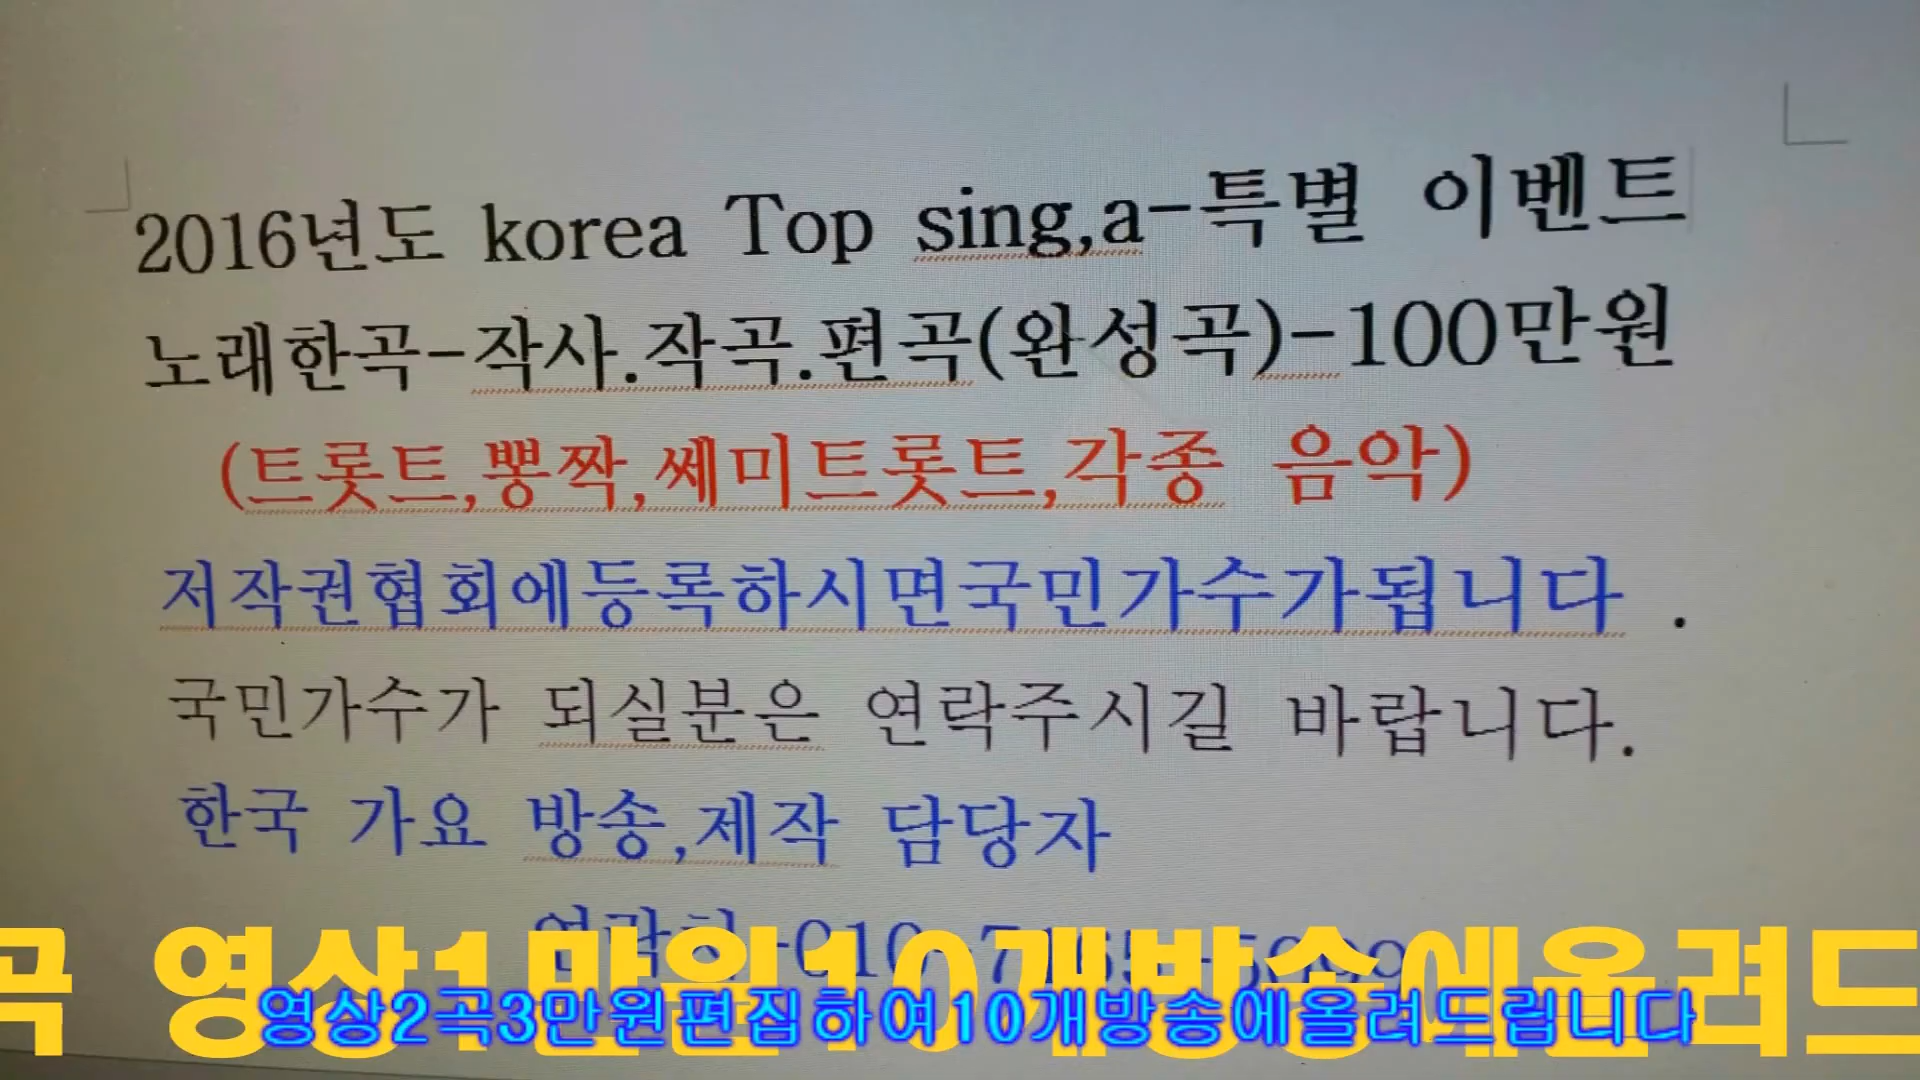 2016년도 korea Top sing,a-특별 이벤트
노래한곡-작사.작곡.편곡(완성곡)-100만원
(트롯트,뽕짝,쎄미트롯트,각종 음악)
저작권협회에등록하시면국민가수가됩니다 .
국민가수가 되실분은 연락주시길 바랍니다.
한국 가요 방송,제작 담당자
연락처-010
곡 영상1만원10개방송에올려드
영상2곡3만원편집하여10개방송에올려드립니다